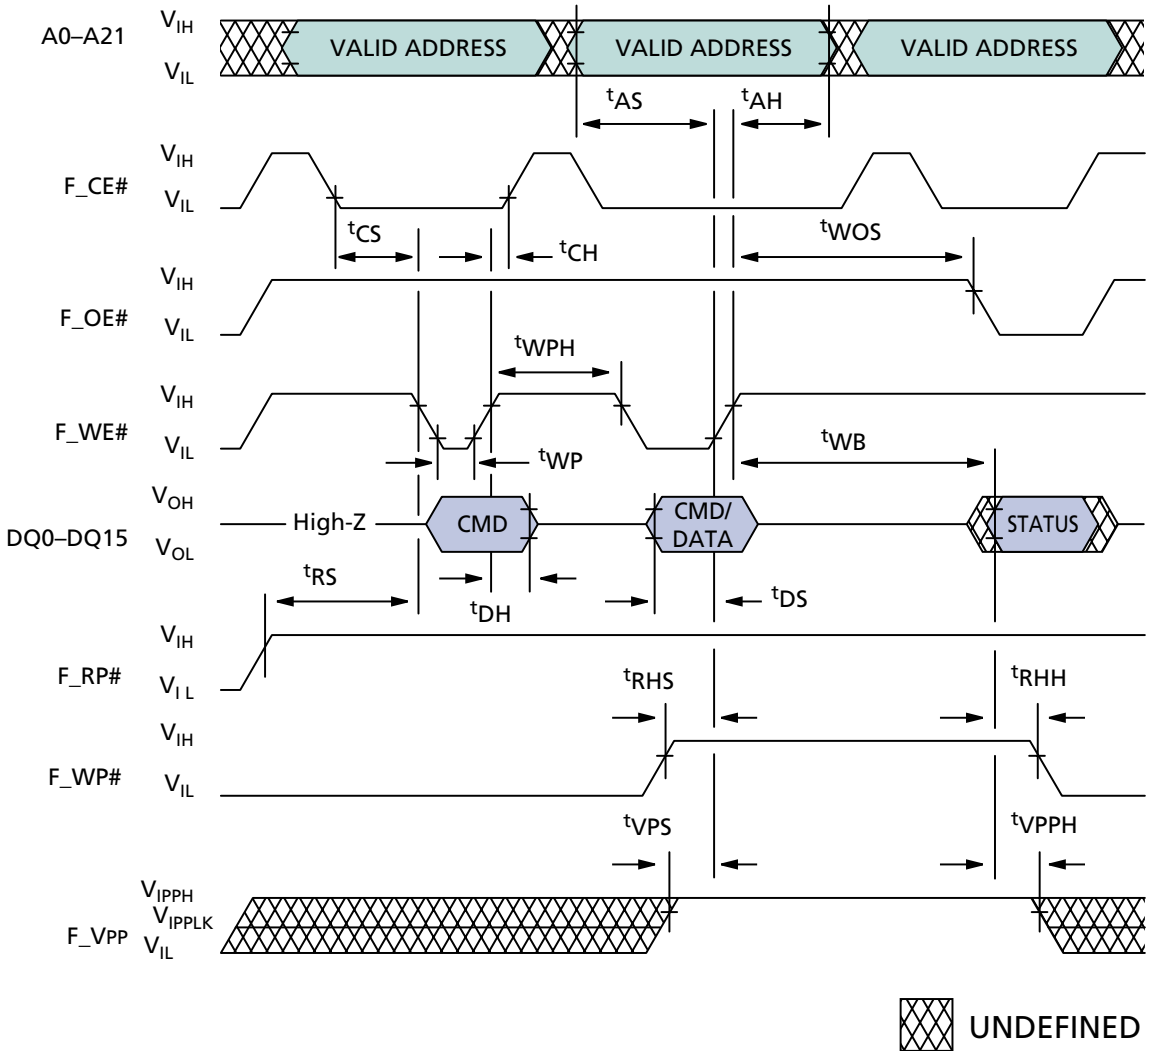 A0–A21
VIH
VIL
VALID ADDRESS
VALID ADDRESS
VALID ADDRESS
tAS
tAH
F_CE#
VIH
VIL
tCS
tCH
tWOS
F_OE#
VIH
VIL
tWPH
F_WE#
VIH
VIL
tWP
tWB
DQ0–DQ15
VOH
VOL
High-Z
CMD
CMD/
DATA
STATUS
tRS
tDH
tDS
F_RP#
VIH
VI L
tRHS
tRHH
F_WP#
VIH
VIL
tVPS
tVPPH
F_VPP
VIPPH
VIPPLK
VIL
UNDEFINED